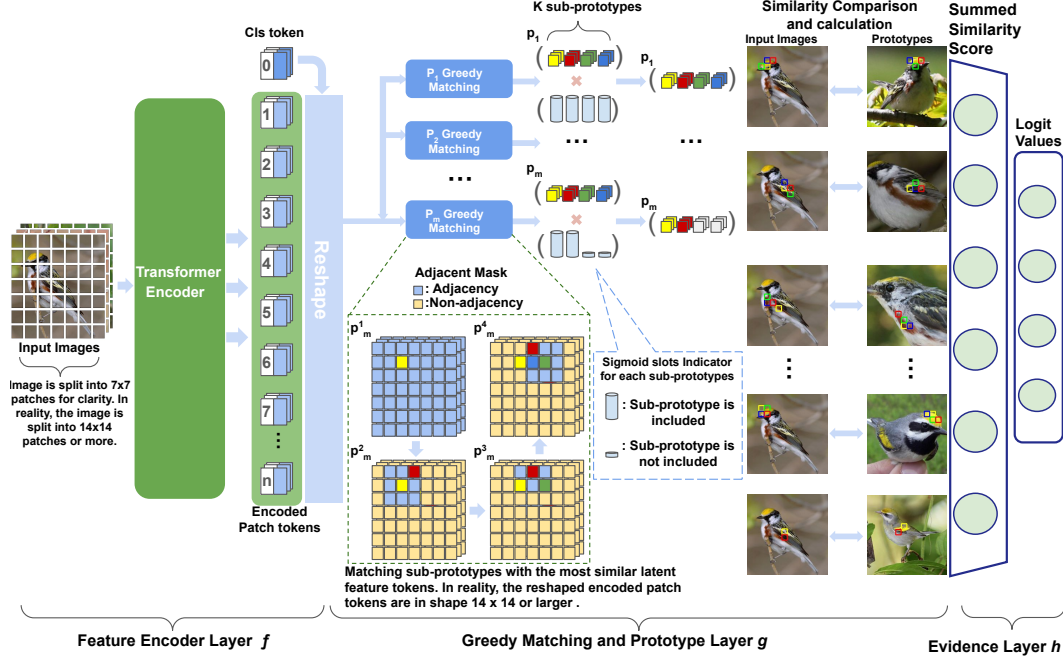 K sub-prototypes
Similarity Comparison
and calculation
Summed
Similarity
Score
Cls token
0
Input Images
Prototypes
p1
P1 Greedy
Matching
p1
Logit
Values
1
2
P2 Greedy
Matching
...
...
...
3
pm
Pm Greedy
Matching
pm
4
Transformer
Encoder
Reshape
5
6
7
...
n
Encoded
Patch tokens
Input Images
Image is split into 7x7
patches for clarity. In
reality, the image is
split into 14x14
patches or more.
Adjacent Mask
: Adjacency
:Non-adjacency
p1m
p4m
p2m
p3m
Sigmoid slots Indicator
for each sub-prototypes
: Sub-prototype is
included
: Sub-prototype is
not included
...
...
Matching sub-prototypes with the most similar latent
feature tokens. In reality, the reshaped encoded patch
tokens are in shape 14 x 14 or larger .
Feature Encoder Layer f
Greedy Matching and Prototype Layer g
Evidence Layer h